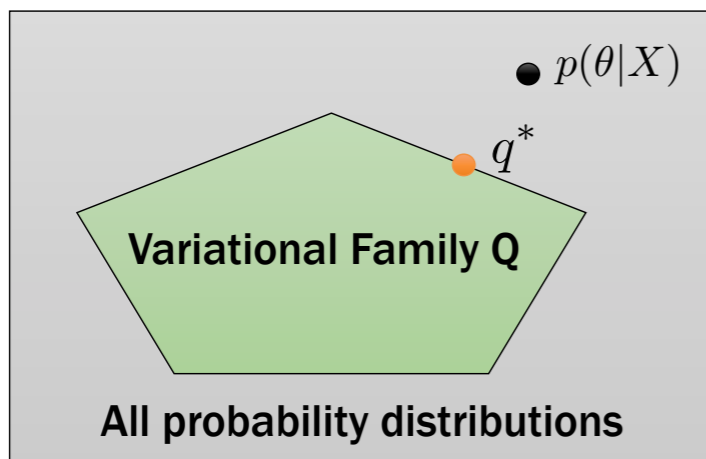 p(θ|X)
q*
Variational Family Q
All probability distributions